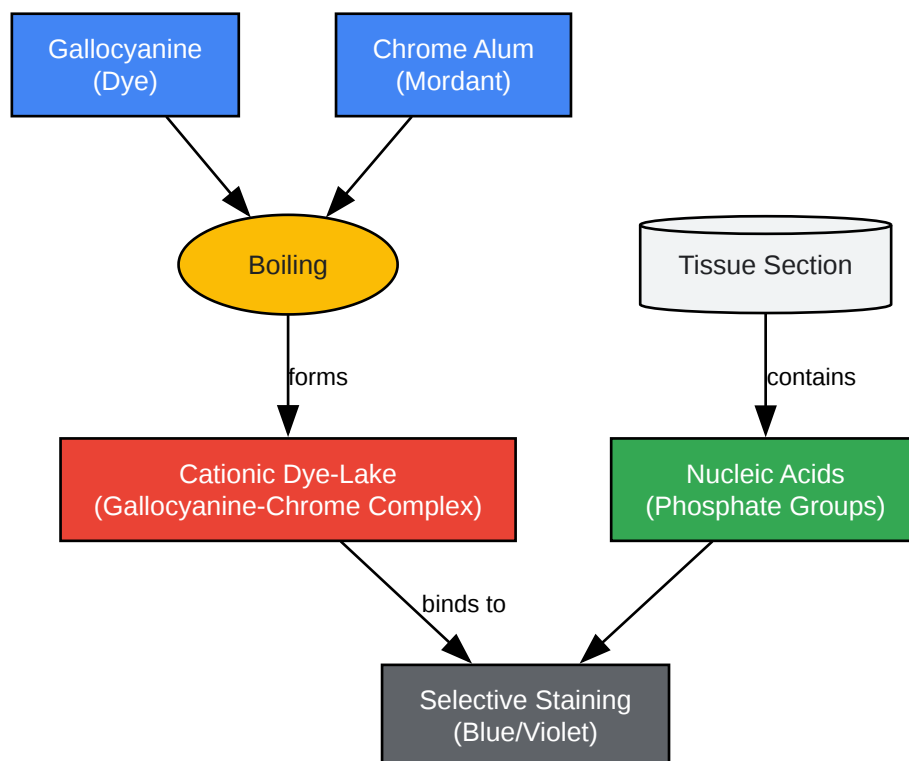 Gallocyanine
(Dye)
Chrome Alum
(Mordant)
Boiling
Tissue Section
forms
contains
Cationic Dye-Lake
(Gallocyanine-Chrome Complex)
Nucleic Acids
(Phosphate Groups)
binds to
Selective Staining
(Blue/Violet)